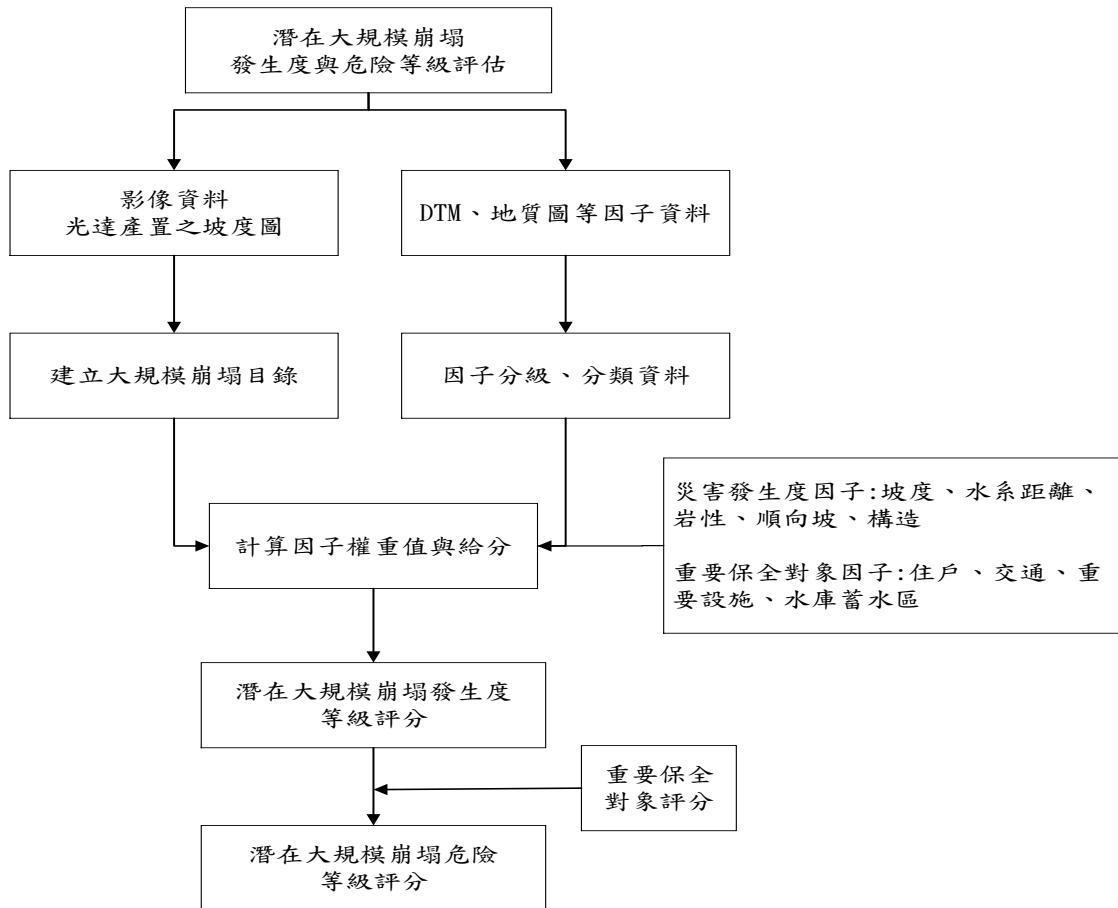 潛在大規模崩塌
發生度與危險等級評估
影像資料
光達產置之坡度圖
DTM、地質圖等因子資料
建立大規模崩塌目錄
因子分級、分類資料
災害發生度因子:坡度、水系距離、
岩性、順向坡、構造
重要保全對象因子:住戶、交通、重
要設施、水庫蓄水區
計算因子權重值與給分
潛在大規模崩塌發生度
等級評分
重要保全
對象評分
潛在大規模崩塌危險
等級評分